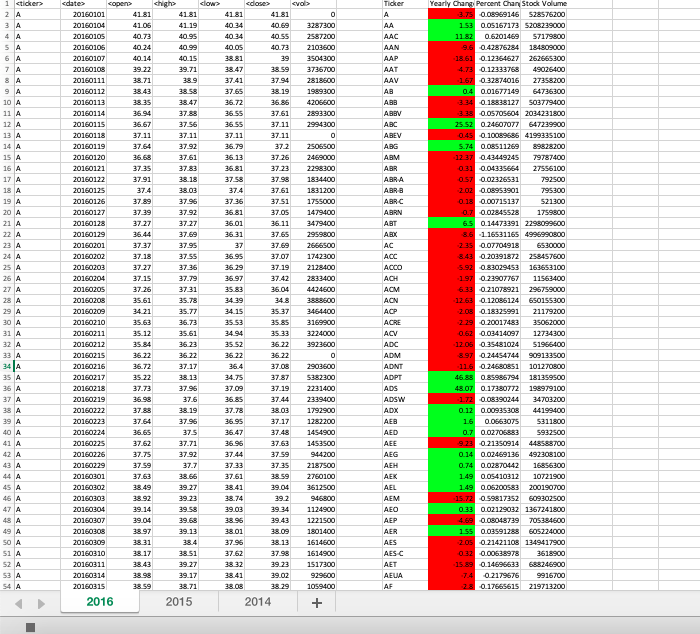 1 <ticker> <date> <open> <high> <low> <close> <vol> Ticker Yearly Chang Percent Chan Stock Volume
2 A 20160101 41.81 41.81 41.81 41.81 0 A -3.75 -0.08969146 528576200
3 A 20160104 41.06 41.19 40.34 40.69 3287300 AA 1.53 0.05167173 5208239000
4 A 20160105 40.73 40.95 40.34 40.55 2587200 AAC 11.82 0.6201469 57179800
5 A 20160106 40.24 40.99 40.05 40.73 2103600 AAN -9.6 -0.42876284 184809000
6 A 20160107 40.14 40.15 38.81 39 3504300 AAP -18.61 -0.12364627 262665300
7 A 20160108 39.22 39.71 38.47 38.59 3736700 AAT -4.73 -0.12333768 49026400
8 A 20160111 38.71 38.9 37.41 37.94 2818600 AAV -1.67 -0.32874016 27358200
9 A 20160112 38.43 38.58 37.65 38.19 1989300 AB 0.4 0.01677149 64736300
10 A 20160113 38.35 38.47 36.72 36.86 4206600 ABB -3.34 -0.18838127 503779400
11 A 20160114 36.94 37.88 36.55 37.61 2893300 ABBV -3.38 -0.05705604 2034231800
12 A 20160115 36.67 37.56 36.55 37.11 2994300 ABC 25.52 0.24607077 647239900
13 A 20160118 37.11 37.11 37.11 37.11 0 ABEV -0.45 -0.10089686 4199335100
14 A 20160119 37.64 37.92 36.79 37.2 2506500 ABG 5.74 0.08511269 89828200
15 A 20160120 36.68 37.61 36.13 37.26 2469000 ABM -12.37 -0.43449245 79787400
16 A 20160121 37.35 37.83 36.81 37.23 2298300 ABR -0.31 -0.04335664 27556100
17 A 20160122 37.91 38.18 37.58 37.98 1834400 ABR-A -0.57 -0.02326531 792500
18 A 20160125 37.4 38.03 37.4 37.61 1831200 ABR-B -2.02 -0.08953901 795300
19 A 20160126 37.89 37.96 37.36 37.51 1755000 ABR-C -0.18 -0.00715137 521300
20 A 20160127 37.39 37.92 36.81 37.05 1479400 ABRN -0.7 -0.02845528 1759800
21 A 20160128 37.27 37.27 36.01 36.11 3479400 ABT 6.5 0.14473391 2298099600
22 A 20160129 36.44 37.69 36.31 37.65 2959800 ABX -8.6 -1.16531165 4996990800
23 A 20160201 37.37 37.95 37 37.69 2666500 AC -2.35 -0.07704918 6530000
24 A 20160202 37.18 37.55 36.95 37.07 1742300 ACC -8.43 -0.20391872 258457600
25 A 20160203 37.27 37.36 36.29 37.19 2128400 ACCO -5.92 -0.83029453 163653100
26 A 20160204 37.15 37.79 36.97 37.42 2833400 ACH -1.97 -0.23907767 11563400
27 A 20160205 37.26 37.31 35.83 36.04 4424600 ACM -6.53 -0.21078921 296759000
28 A 20160208 35.61 35.78 34.39 34.8 3888600 ACN -12.63 -0.12086124 650155300
29 A 20160209 34.21 35.77 34.15 35.37 3464400 ACP -2.08 -0.18325991 21179200
30 A 20160210 35.63 36.73 35.53 35.85 3169900 ACRE -2.29 -0.20017483 35062000
31 A 20160211 35.12 35.61 34.94 35.33 3224000 ACV -0.62 -0.03414097 12734300
32 A 20160212 35.84 36.23 35.52 36.22 3923600 ADC -12.06 -0.35481024 51966400
33 A 20160215 36.22 36.22 36.22 36.22 0 ADM -8.97 -0.24454744 909133500
34 A 20160216 36.72 37.17 36.4 37.08 2903600 ADNT -11.6 -0.24680851 101270800
35 A 20160217 35.22 38.13 34.75 37.87 5382300 ADPT 46.88 0.85986794 181359500
36 A 20160218 37.73 37.96 37.09 37.19 2231400 ADS 48.07 0.17380772 198979100
37 A 20160219 36.98 37.6 36.85 37.44 2339400 ADSW -1.72 -0.08390244 34703200
38 A 20160222 37.88 38.19 37.78 38.03 1792900 ADX 0.12 0.00935308 44199400
39 A 20160223 37.64 37.96 36.95 37.17 1282200 AEB 1.6 0.0663075 5311800
40 A 20160224 36.65 37.5 36.47 37.48 1454900 AED 0.7 0.02706883 5932500
41 A 20160225 37.62 37.71 36.96 37.63 1453500 AEE -9.23 -0.21350914 448588700
42 A 20160226 37.75 37.92 37.44 37.59 944200 AEG 0.14 0.02469136 492308100
43 A 20160229 37.59 37.7 37.33 37.35 2187500 AEH 0.74 0.02870442 16856300
44 A 20160301 37.63 38.66 37.61 38.59 2760100 AEK 1.49 0.05410312 10721900
45 A 20160302 38.49 39.27 38.41 39.04 3612500 AEL 1.49 0.06200583 200190700
46 A 20160303 38.92 39.23 38.74 39.2 946800 AEM -15.72 -0.59817352 609302500
47 A 20160304 39.14 39.58 39.03 39.34 1124900 AEO 0.33 0.02129032 1367241800
48 A 20160307 39.04 39.68 38.96 39.43 1221500 AEP -4.69 -0.08048739 705384600
49 A 20160308 38.97 39.13 38.01 38.09 1801400 AER 1.55 0.03591288 605224000
50 A 20160309 38.31 38.4 37.96 38.13 1614600 AES -2.05 -0.21421108 1349417900
51 A 20160310 38.17 38.51 37.62 37.98 1614900 AES-C -0.32 -0.00638978 3618900
52 A 20160311 38.43 39.27 38.32 39.23 1517300 AET -15.89 -0.14696633 688246900
53 A 20160314 38.98 39.17 38.41 39.02 929600 AEUA -7.4 -0.2179676 9916700
54 A 20160315 38.59 38.71 38.08 38.26 1059400 AF -2.8 -0.17665615 219713200
2016 2015 2014 +